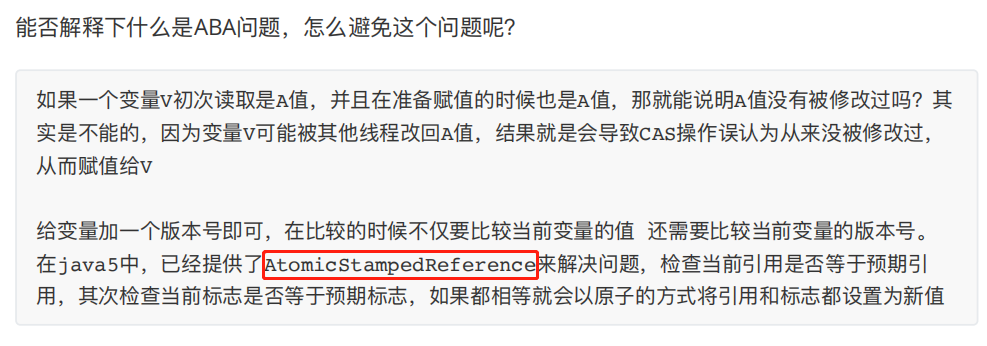 能否解释下什么是ABA问题，怎么避免这个问题呢?
如果一个变量V初次读取是A值，并且在准备赋值的时候也是A值，那就能说明A值没有被修改过吗？其
实是不能的，因为变量V可能被其他线程改回A值，结果就是会导致CAS操作误认为从来没被修改过，
从而赋值给V
给变量加一个版本号即可，在比较的时候不仅要比较当前变量的值 还需要比较当前变量的版本号。
在java5中，已经提供了AtomicStampedReference来解决问题，检查当前引用是否等于预期引
用，其次检查当前标志是否等于预期标志，如果都相等就会以原子的方式将引用和标志都设置为新值